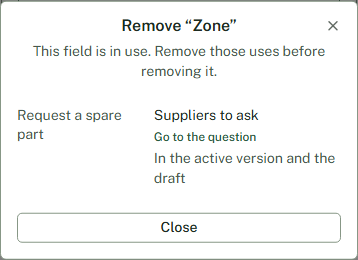 Remove “Zone”
This field is in use. Remove those uses before
removing it.
Request a spare
part
Suppliers to ask
Go to the question
In the active version and the
draft
Close